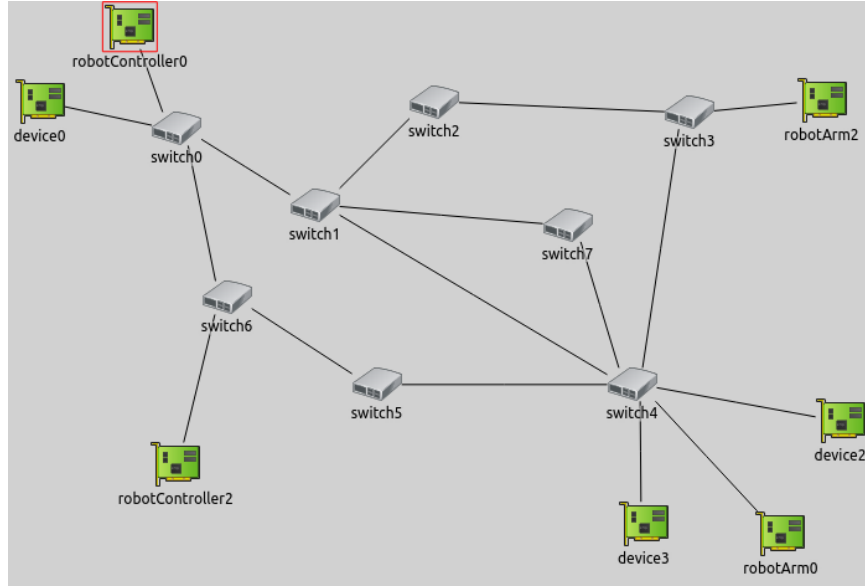 robotController0
device0
switch0
switch2
switch3
robotArm2
switch1
switch7
switch6
switch5
switch4
device2
robotController2
device3
robotArm0